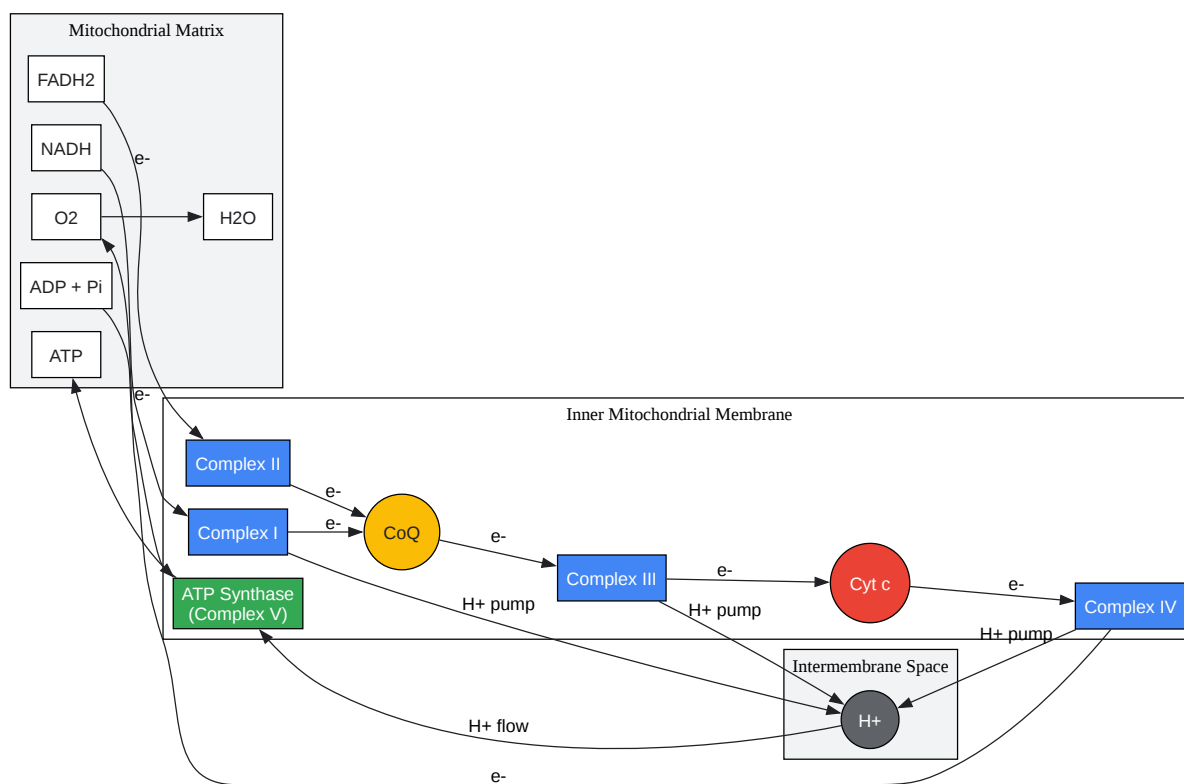 Mitochondrial Matrix
FADH2
NADH
e-
O2
H2O
ADP + Pi
ATP
e-
Inner Mitochondrial Membrane
Complex II
e-
Complex I
e-
CoQ
e-
Complex III
e-
Cyt c
e-
Complex IV
ATP Synthase
(Complex V)
H+ pump
H+ pump
H+ pump
Intermembrane Space
H+
H+ flow
e-